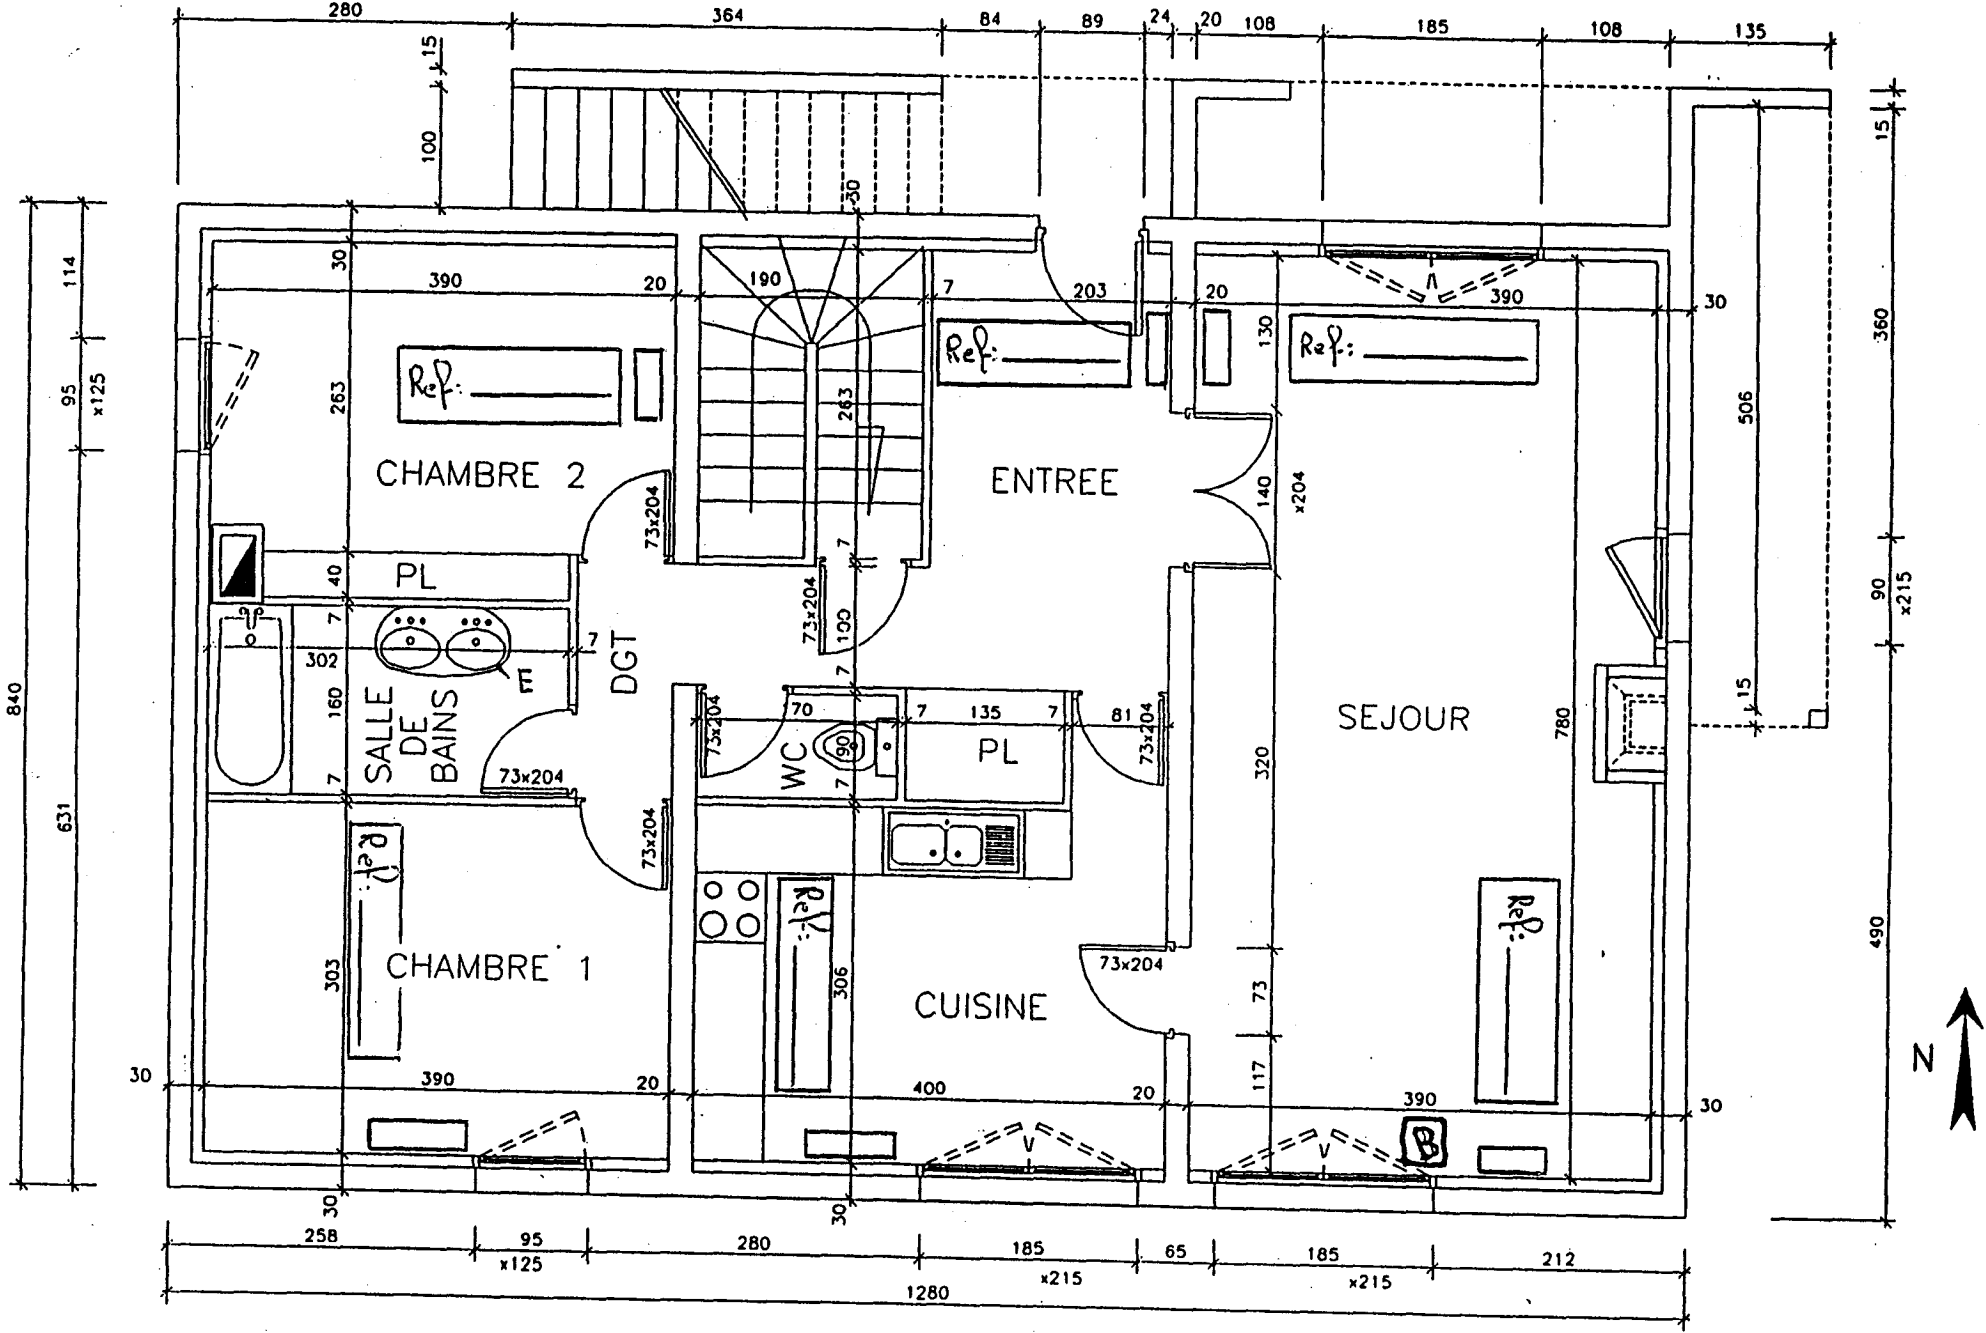 280 364 84 89 24 20 108 185 108 135
15
100
15
30
114
30
390 20 190 7 203 20 390 30
130
360
95
x125
263
Ref:
263
Ref:
Ref:
506
CHAMBRE 2
ENTREE
73x204
140
x204
7
40
PL
90
x215
7
73x204
100
302
7
DGT
E
840
160
SALLE
DE
BAINS
7
15
73x204
70 7 135 7 81
73x204
WC
90
PL
SEJOUR
780
7
73x204
7
320
631
73x204
Ref:
Ref:
Ref:
490
303
CHAMBRE 1
306
CUISINE
73x204
73
N
117
30 390 20 400 20 390 30
B
30
30
258 95 280 185 65 185 212
x125 x215 x215
1280